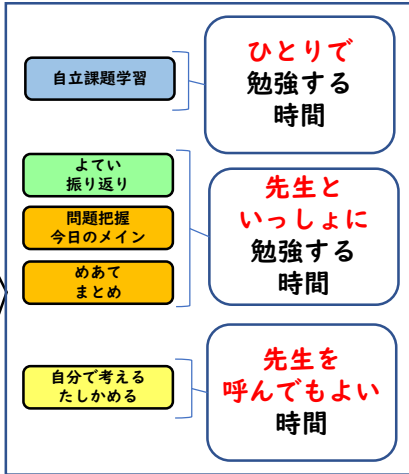 自立課題学習
ひとりで
勉強する
時間
よてい
振り返り
問題把握
今日のメイン
めあて
まとめ
先生と
いっしょに
勉強する
時間
自分で考える
たしかめる
先生を
呼んでもよい
時間